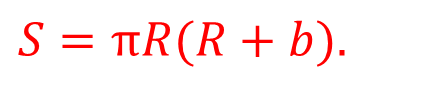 S = πR(R + b).